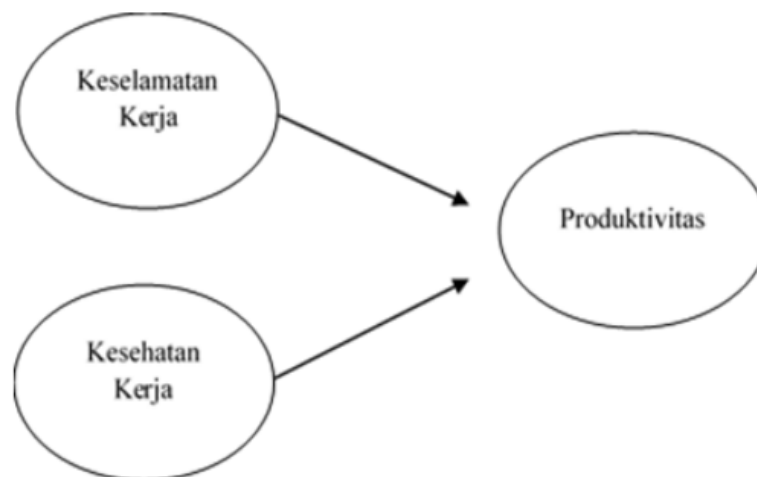 Keselamatan
Kerja
Produktivitas
Kesehatan
Kerja